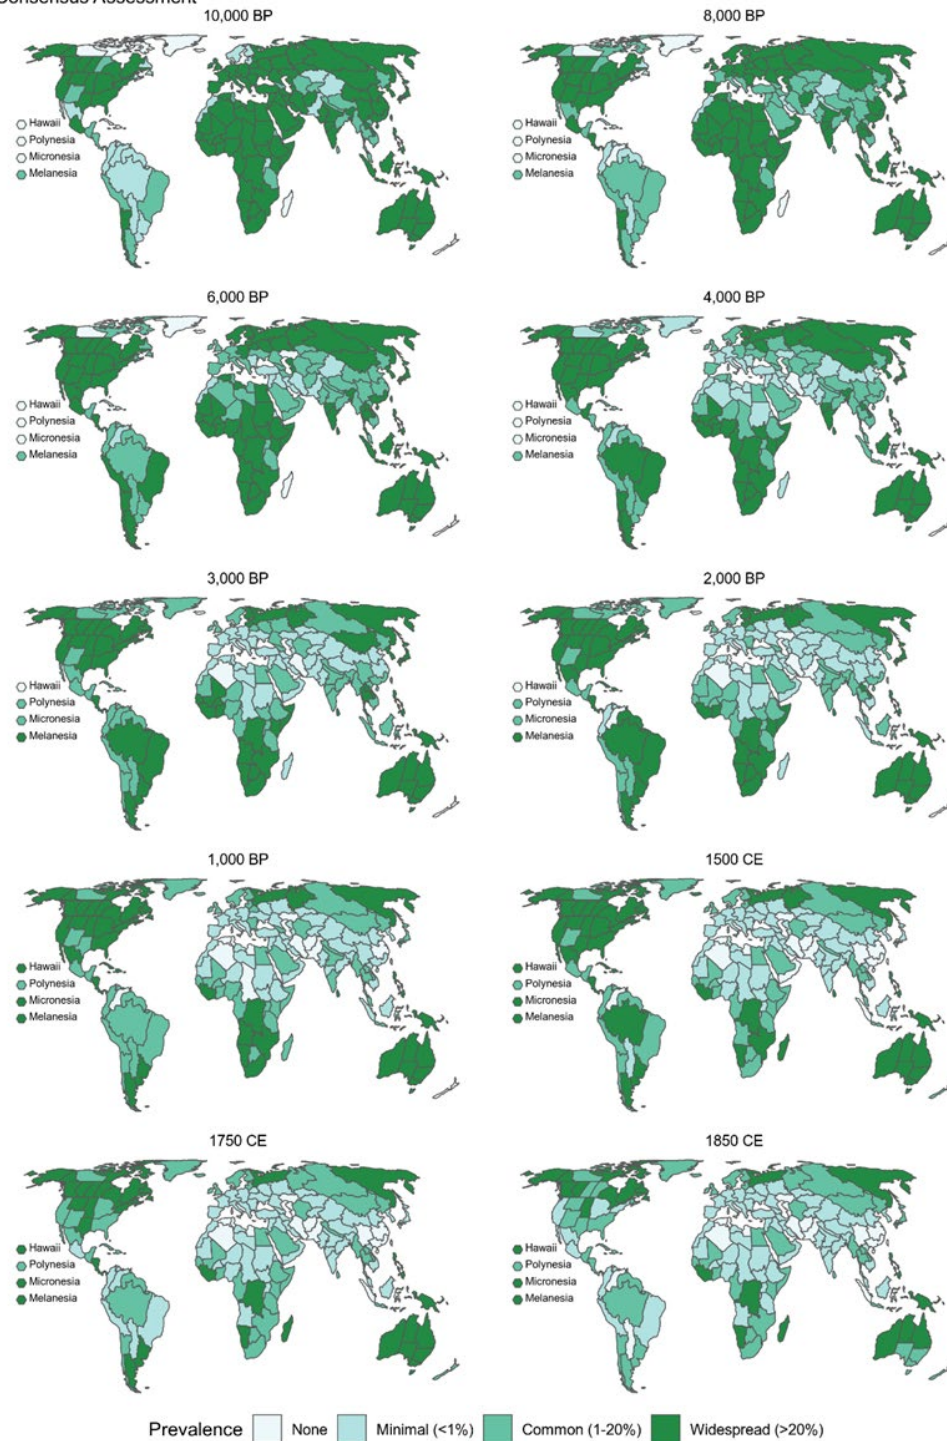 Consensus Assessment
10,000 BP
8,000 BP
Hawaii
Polynesia
Micronesia
Melanesia
Hawaii
Polynesia
Micronesia
Melanesia
6,000 BP
4,000 BP
Hawaii
Polynesia
Micronesia
Melanesia
Hawaii
Polynesia
Micronesia
Melanesia
3,000 BP
2,000 BP
Hawaii
Polynesia
Micronesia
Melanesia
Hawaii
Polynesia
Micronesia
Melanesia
1,000 BP
1500 CE
Hawaii
Polynesia
Micronesia
Melanesia
Hawaii
Polynesia
Micronesia
Melanesia
1750 CE
1850 CE
Hawaii
Polynesia
Micronesia
Melanesia
Hawaii
Polynesia
Micronesia
Melanesia
Prevalence None Minimal (<1%) Common (1-20%) Widespread (>20%)